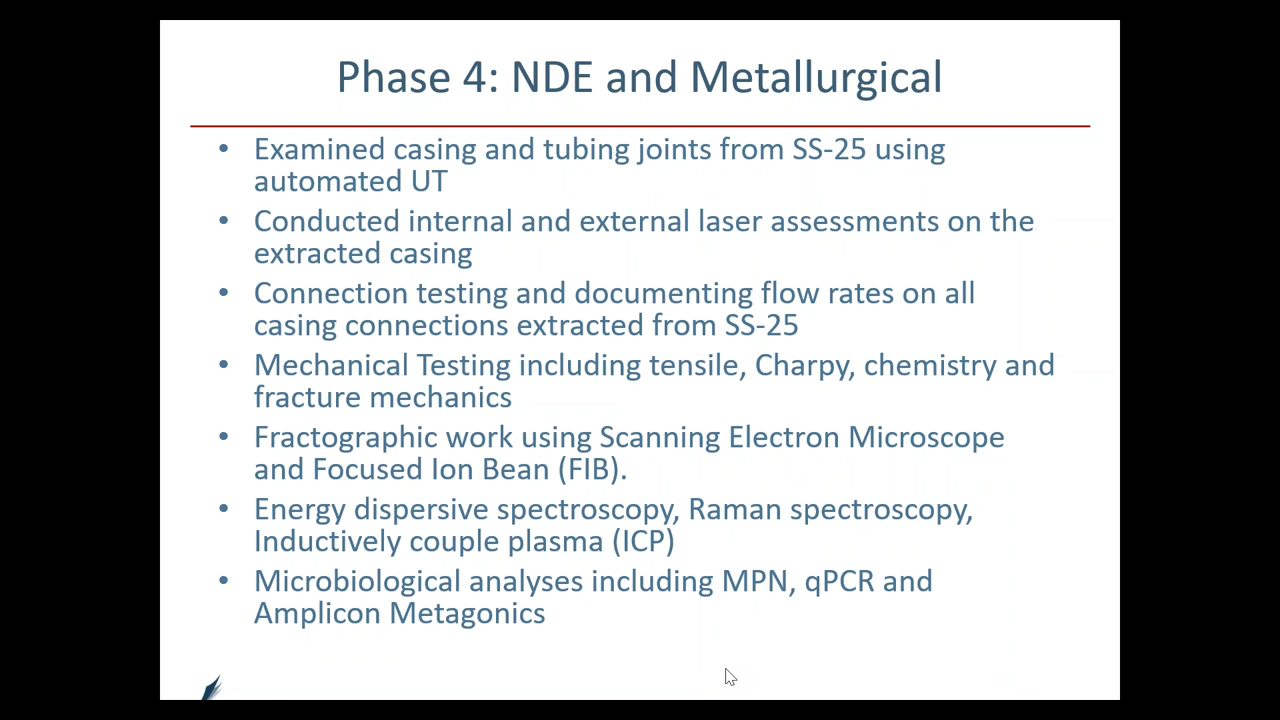 Phase 4: NDE and Metallurgical
• Examined casing and tubing joints from SS-25 using
automated UT
• Conducted internal and external laser assessments on the
extracted casing
• Connection testing and documenting flow rates on all
casing connections extracted from SS-25
• Mechanical Testing including tensile, Charpy, chemistry and
fracture mechanics
• Fractographic work using Scanning Electron Microscope
and Focused Ion Bean (FIB).
• Energy dispersive spectroscopy, Raman spectroscopy,
Inductively couple plasma (ICP)
• Microbiological analyses including MPN, qPCR and
Amplicon Metagonics